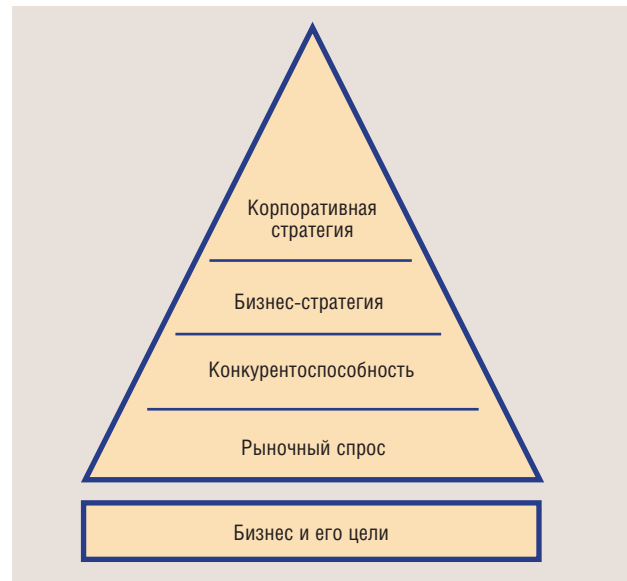 Корпоративная
стратегия
Бизнес-стратегия
Конкурентоспособность
Рыночный спрос
Бизнес и его цели